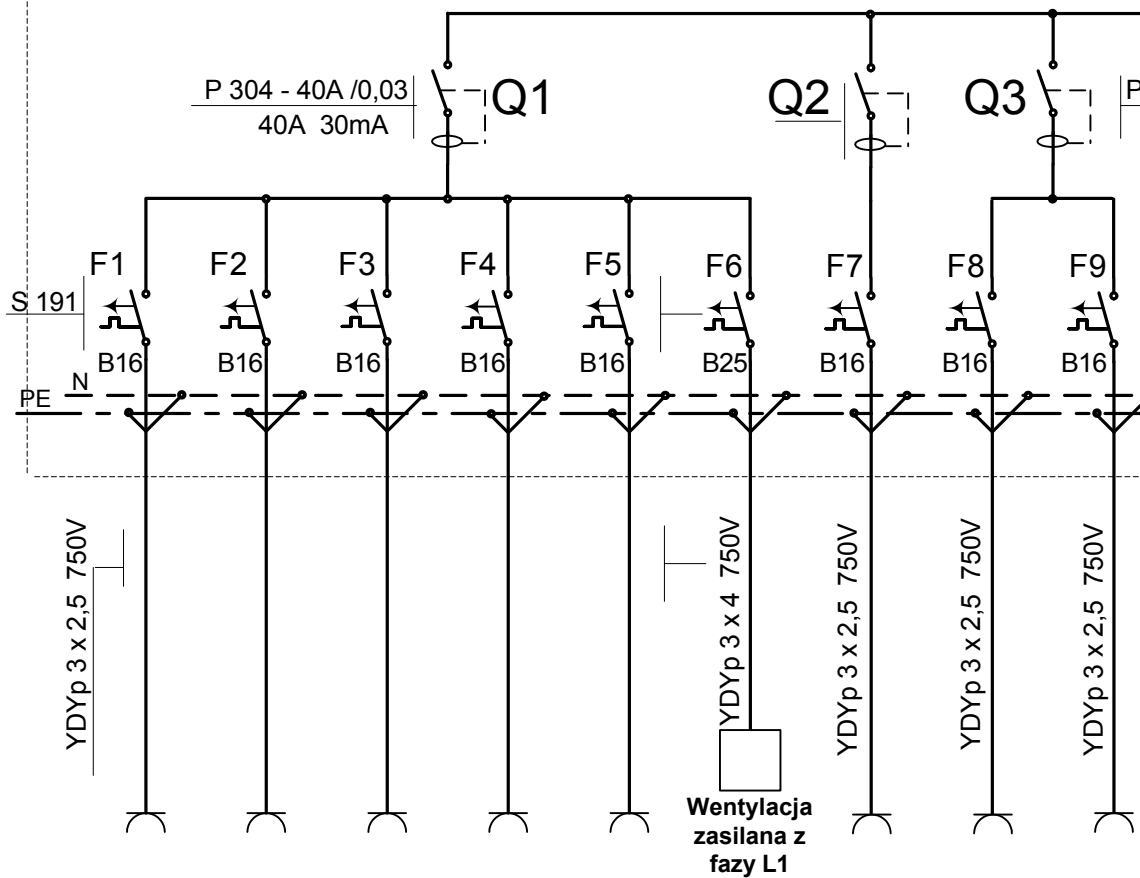 P 304 - 40A /0,03
40A 30mA
Q1
Q2
Q3
P
F1
F2
F3
F4
F5
F6
F7
F8
F9
S 191
B16
B16
B16
B16
B16
B25
B16
B16
B16
N
PE
YDYp 3 x 2,5 750V
YDYp 3 x 4 750V
YDYp 3 x 2,5 750V
YDYp 3 x 2,5 750V
YDYp 3 x 2,5 750V
Wentylacja
zasilana z
fazy L1